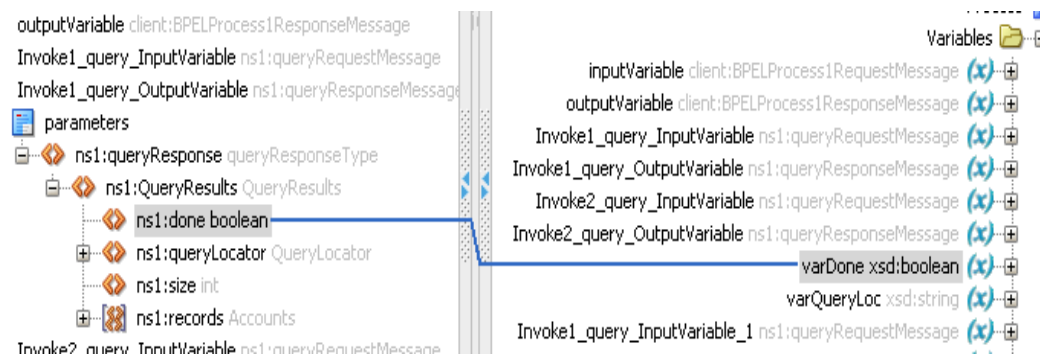 outputVariable client:BPELProcess1ResponseMessage
Invoke1_query_InputVariable ns1:queryRequestMessage
Invoke1_query_OutputVariable ns1:queryResponseMessage
parameters
ns1:queryResponse queryResponseType
ns1:QueryResults QueryResults
ns1:done boolean
ns1:queryLocator QueryLocator
ns1:size int
ns1:records Accounts
Invoke2_query_InputVariable ns1:queryRequestMessage
Process
Variables
inputVariable client:BPELProcess1RequestMessage (x)
outputVariable client:BPELProcess1ResponseMessage (x)
Invoke1_query_InputVariable ns1:queryRequestMessage (x)
Invoke1_query_OutputVariable ns1:queryResponseMessage (x)
Invoke2_query_InputVariable ns1:queryRequestMessage (x)
Invoke2_query_OutputVariable ns1:queryResponseMessage (x)
varDone xsd:boolean (x)
varQueryLoc xsd:string (x)
Invoke1_query_InputVariable_1 ns1:queryRequestMessage (x)